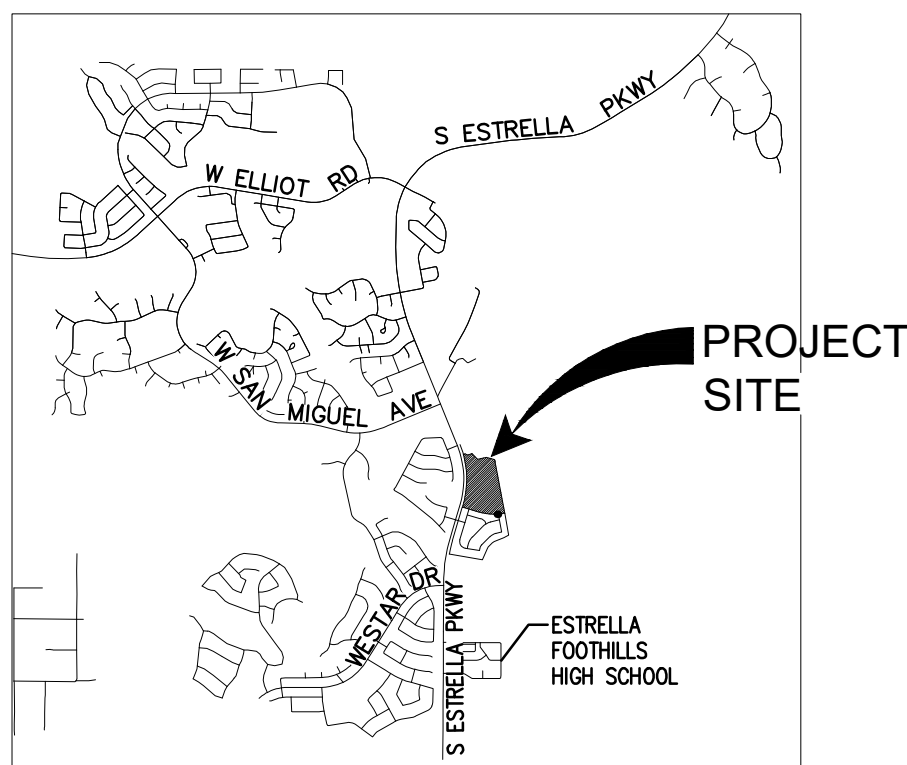 S ESTRELLA PKWY
W ELLIOT RD
PROJECT
SITE
W SAN MIGUEL AVE
WESTAR DR
S ESTRELLA PKWY
ESTRELLA
FOOTHILLS
HIGH SCHOOL